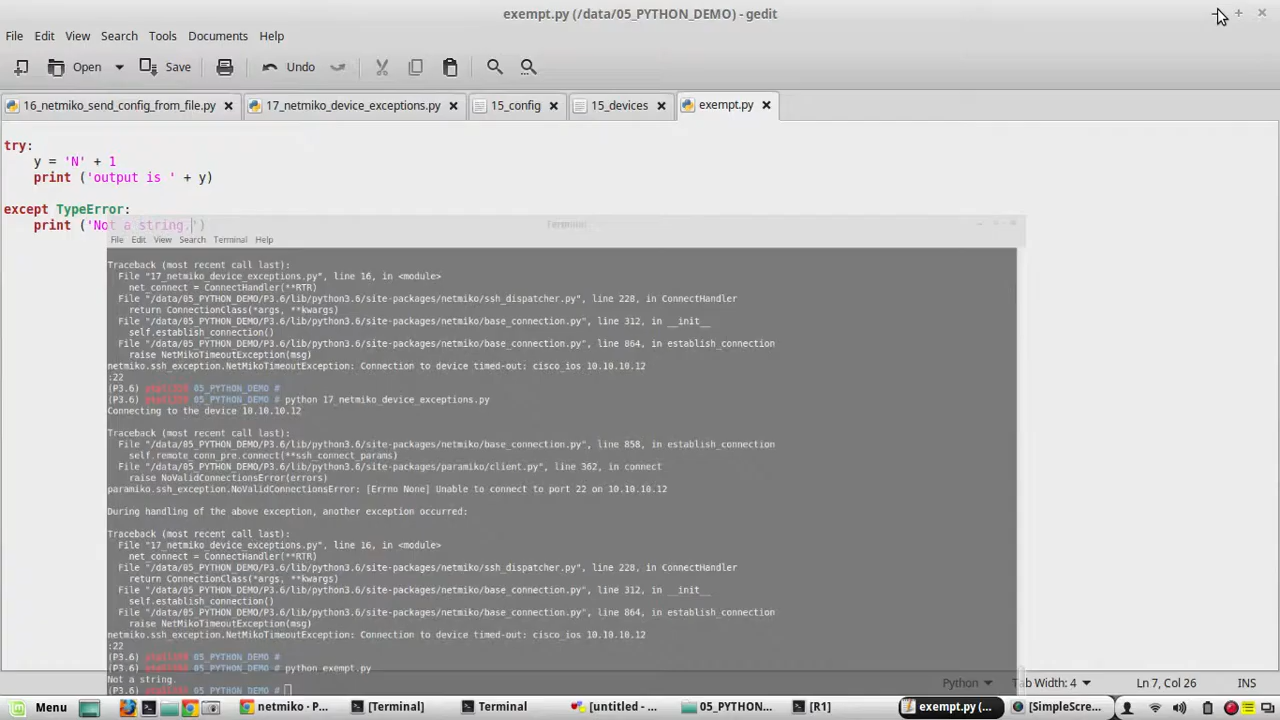 exempt.py (/data/05_PYTHON_DEMO) - gedit
File Edit View Search Tools Documents Help
Open Save Undo
16_netmiko_send_config_from_file.py 17_netmiko_device_exceptions.py 15_config 15_devices exempt.py
try:
y = 'N' + 1
print ('output is ' + y)
except TypeError:
print ('Not a string.')
Terminal
File Edit View Search Terminal Help
Traceback (most recent call last):
File "17_netmiko_device_exceptions.py", line 16, in <module>
net_connect = ConnectHandler(**RTR)
File "/data/05_PYTHON_DEMO/P3.6/lib/python3.6/site-packages/netmiko/ssh_dispatcher.py", line 228, in ConnectHandler
return ConnectionClass(*args, **kwargs)
File "/data/05_PYTHON_DEMO/P3.6/lib/python3.6/site-packages/netmiko/base_connection.py", line 312, in __init__
self.establish_connection()
File "/data/05_PYTHON_DEMO/P3.6/lib/python3.6/site-packages/netmiko/base_connection.py", line 864, in establish_connection
raise NetMikoTimeoutException(msg)
netmiko.ssh_exception.NetMikoTimeoutException: Connection to device timed-out: cisco_ios 10.10.10.12
:22
(P3.6) 05_PYTHON_DEMO #
(P3.6) 05_PYTHON_DEMO # python 17_netmiko_device_exceptions.py
Connecting to the device 10.10.10.12
Traceback (most recent call last):
File "/data/05_PYTHON_DEMO/P3.6/lib/python3.6/site-packages/netmiko/base_connection.py", line 858, in establish_connection
self.remote_conn_pre.connect(**ssh_connect_params)
File "/data/05_PYTHON_DEMO/P3.6/lib/python3.6/site-packages/paramiko/client.py", line 362, in connect
raise NoValidConnectionsError(errors)
paramiko.ssh_exception.NoValidConnectionsError: [Errno None] Unable to connect to port 22 on 10.10.10.12
During handling of the above exception, another exception occurred:
Traceback (most recent call last):
File "17_netmiko_device_exceptions.py", line 16, in <module>
net_connect = ConnectHandler(**RTR)
File "/data/05_PYTHON_DEMO/P3.6/lib/python3.6/site-packages/netmiko/ssh_dispatcher.py", line 228, in ConnectHandler
return ConnectionClass(*args, **kwargs)
File "/data/05_PYTHON_DEMO/P3.6/lib/python3.6/site-packages/netmiko/base_connection.py", line 312, in __init__
self.establish_connection()
File "/data/05_PYTHON_DEMO/P3.6/lib/python3.6/site-packages/netmiko/base_connection.py", line 864, in establish_connection
raise NetMikoTimeoutException(msg)
netmiko.ssh_exception.NetMikoTimeoutException: Connection to device timed-out: cisco_ios 10.10.10.12
:22
(P3.6) 05_PYTHON_DEMO #
(P3.6) 05_PYTHON_DEMO # python exempt.py
Not a string.
(P3.6) 05_PYTHON_DEMO #
Python Tab Width: 4 Ln 7, Col 26 INS
Menu netmiko - P... [Terminal] Terminal [untitled - ... 05_PYTHON... [R1] exempt.py (... [SimpleScre...